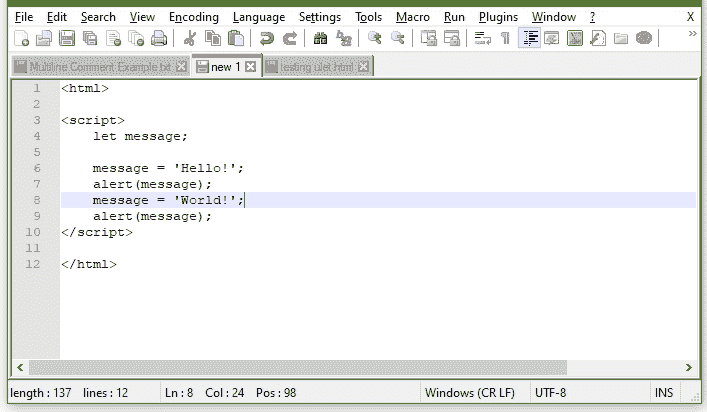 File Edit Search View Encoding Language Settings Tools Macro Run Plugins Window ? X
Multiline Comment Example.txt new 1 testing ulet.html
1 <html>
2
3 <script>
4 let message;
5
6 message = 'Hello!';
7 alert(message);
8 message = 'World!';
9 alert(message);
10 </script>
11
12 </html>
length : 137 lines : 12 Ln : 8 Col : 24 Pos : 98 Windows (CR LF) UTF-8 INS